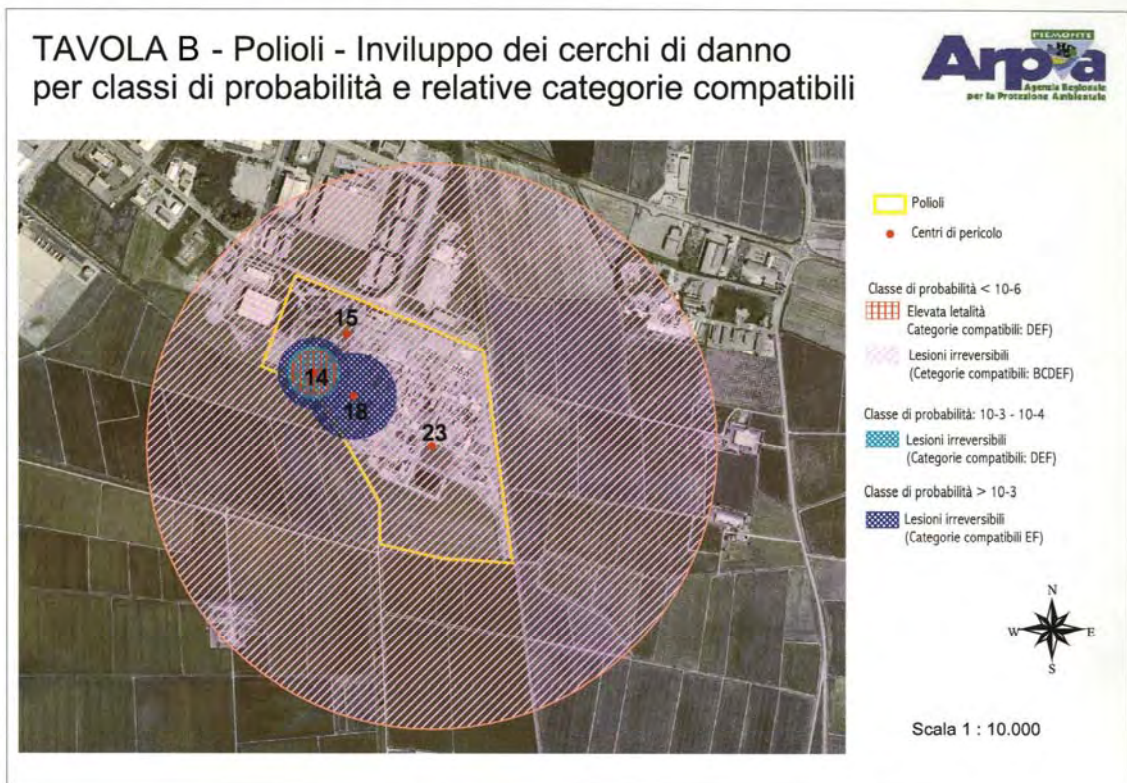 TAVOLA B - Polioli - Inviluppo dei cerchi di danno
per classi di probabilità e relative categorie compatibili
PIEMONTE
Arpa
Agenzia Regionale
per la Protezione Ambientale
Polioli
Centri di pericolo
Classe di probabilità < 10-6
Elevata letalità
Categorie compatibili: DEF)
Lesioni irreversibili
(Cetegorie compatibili: BCDEF)
Classe di probabilità: 10-3 - 10-4
Lesioni irreversibili
(Categorie compatibili: DEF)
Classe di probabilità > 10-3
Lesioni irreversibili
(Categorie compatibili EF)
15
14
18
23
N
W E
S
Scala 1 : 10.000